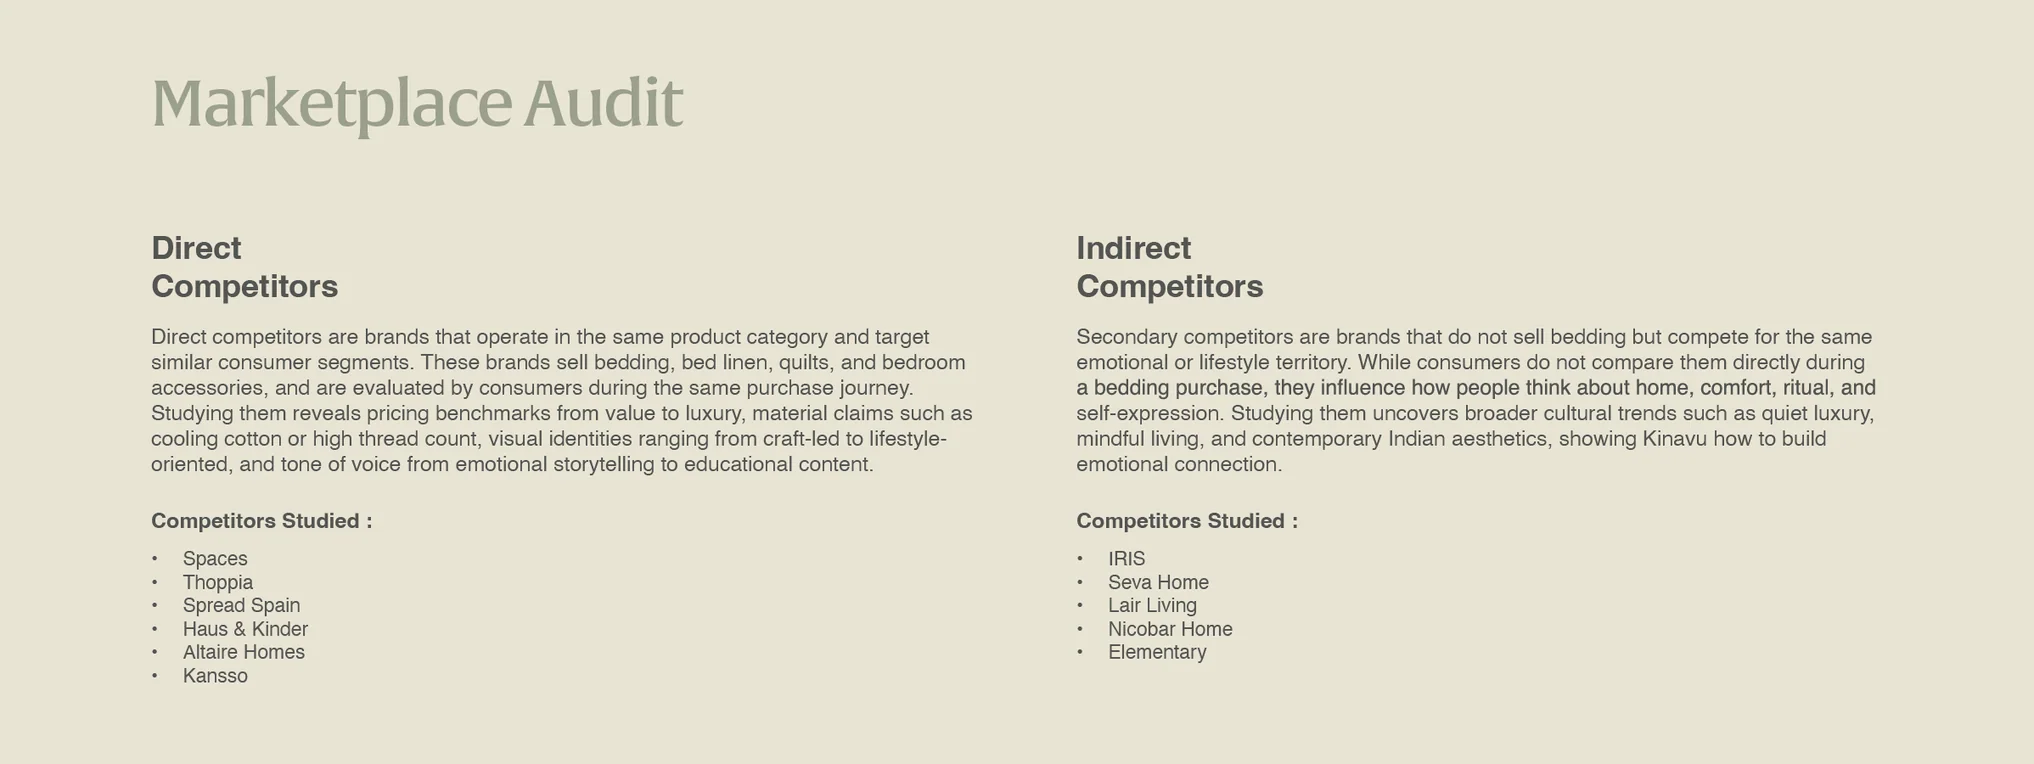 Marketplace Audit
Direct
Competitors
Direct competitors are brands that operate in the same product category and target
similar consumer segments. These brands sell bedding, bed linen, quilts, and bedroom
accessories, and are evaluated by consumers during the same purchase journey.
Studying them reveals pricing benchmarks from value to luxury, material claims such as
cooling cotton or high thread count, visual identities ranging from craft-led to lifestyle-
oriented, and tone of voice from emotional storytelling to educational content.
Competitors Studied :
• Spaces
• Thoppia
• Spread Spain
• Haus & Kinder
• Altaire Homes
• Kansso
Indirect
Competitors
Secondary competitors are brands that do not sell bedding but compete for the same
emotional or lifestyle territory. While consumers do not compare them directly during
a bedding purchase, they influence how people think about home, comfort, ritual, and
self-expression. Studying them uncovers broader cultural trends such as quiet luxury,
mindful living, and contemporary Indian aesthetics, showing Kinavu how to build
emotional connection.
Competitors Studied :
• IRIS
• Seva Home
• Lair Living
• Nicobar Home
• Elementary